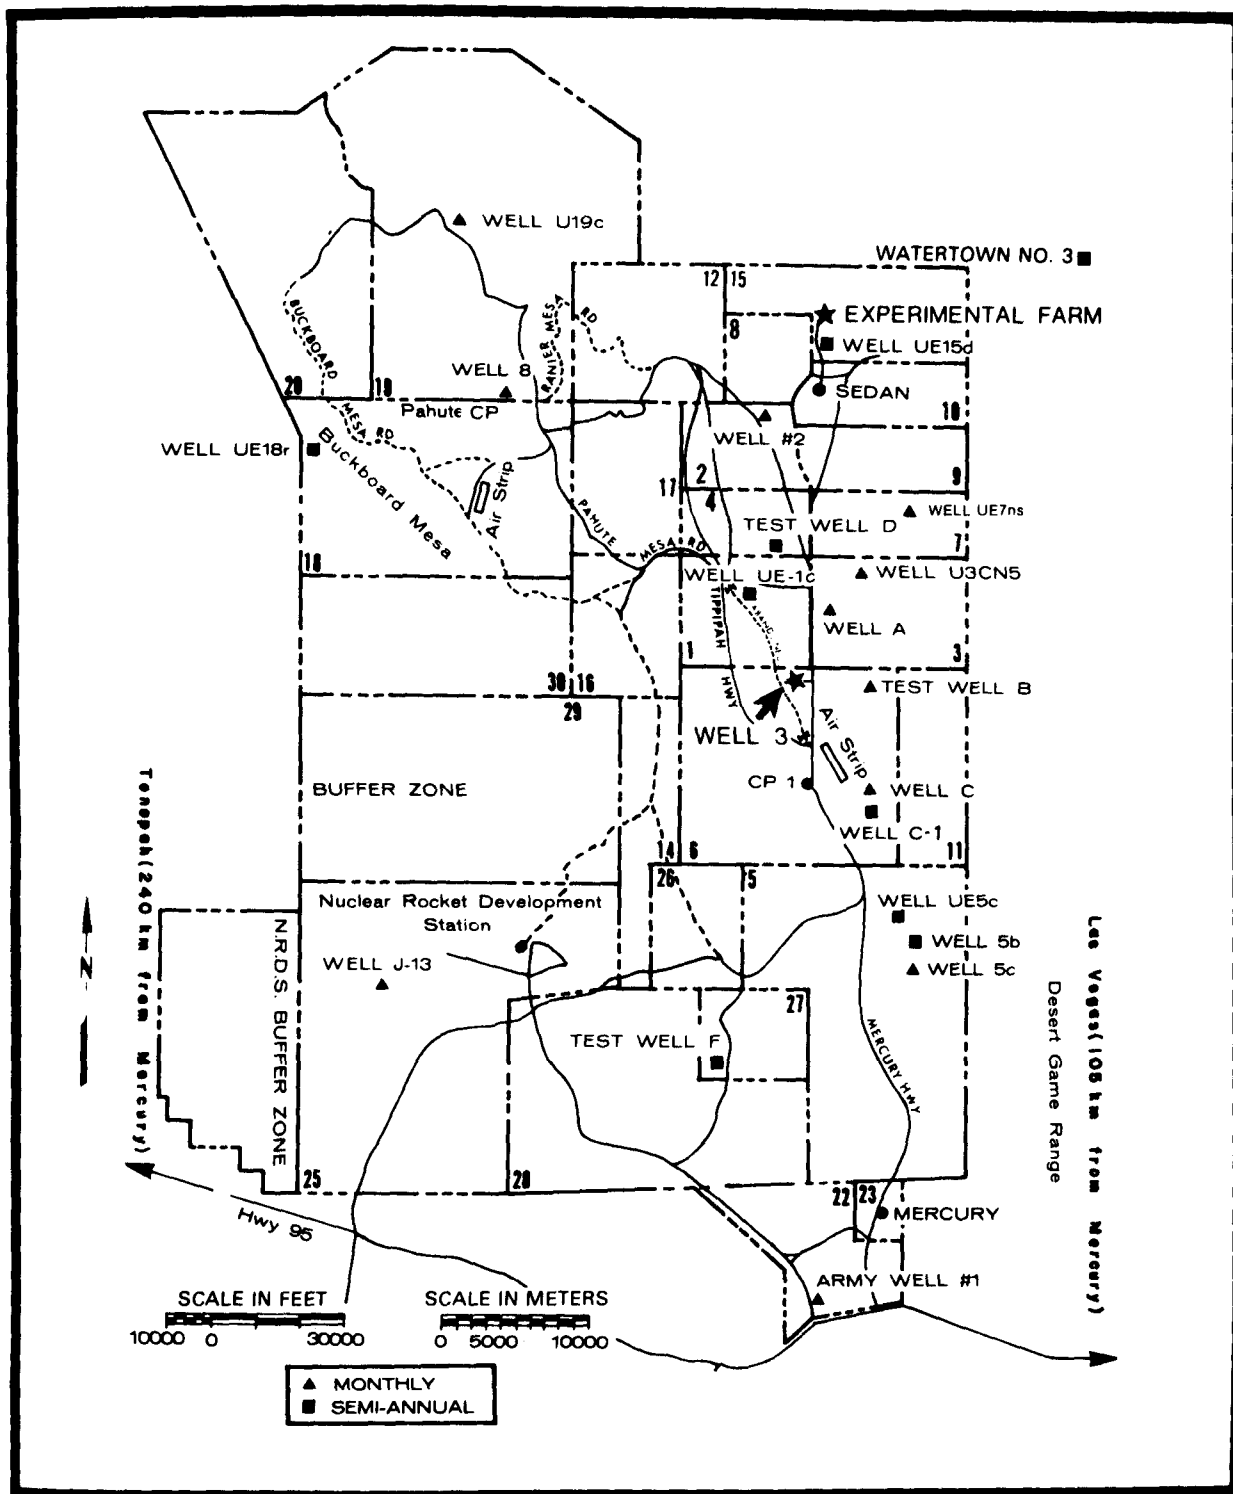 WELL U19c
WATERTOWN NO. 3
12
15
EXPERIMENTAL FARM
8
WELL UE15d
BUCKBOARD
MESA RD
RANIER MESA
RD
WELL 8
SEDAN
20
19
Pahute CP
10
WELL #2
WELL UE18r
Buckboard Mesa
Air Strip
17
2
4
9
WELL UE7ns
PAHUTE
MESA RD
TEST WELL D
7
18
WELL UE-1c
WELL U3CN5
TIPPIPAH
HWY
WELL A
1
3
30
16
29
TEST WELL B
WELL 3
Air Strip
CP 1
BUFFER ZONE
WELL C
WELL C-1
14
6
11
26
5
Nuclear Rocket Development
Station
WELL UE5c
WELL 5b
WELL 5c
WELL J-13
N
Tonopah(240 km from Mercury)
N.R.D.S. BUFFER ZONE
27
TEST WELL F
MERCURY HWY
Desert Game Range
Las Vegas(105 km from Mercury)
25
28
22
23
MERCURY
Hwy 95
ARMY WELL #1
SCALE IN FEET
10000 0 30000
SCALE IN METERS
0 5000 10000
MONTHLY
SEMI-ANNUAL